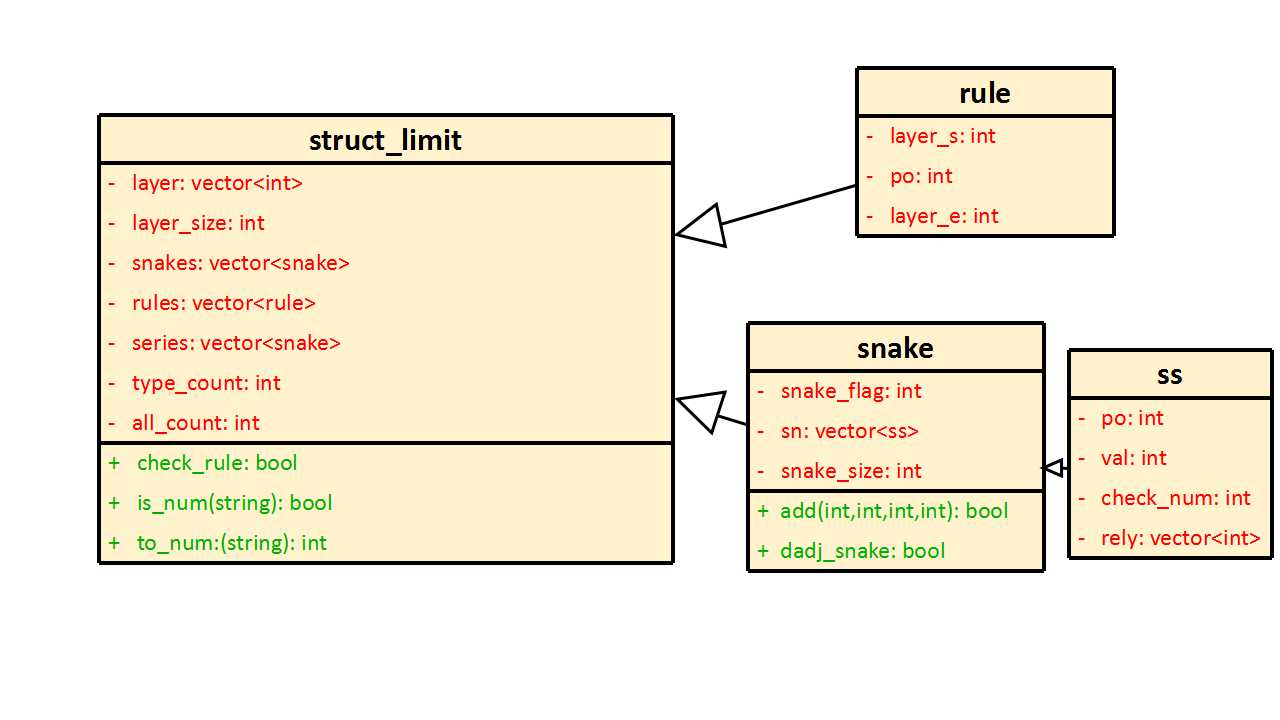 struct_limit
- layer: vector<int>
- layer_size: int
- snakes: vector<snake>
- rules: vector<rule>
- series: vector<snake>
- type_count: int
- all_count: int
+ check_rule: bool
+ is_num(string): bool
+ to_num:(string): int
rule
- layer_s: int
- po: int
- layer_e: int
snake
- snake_flag: int
- sn: vector<ss>
- snake_size: int
+ add(int,int,int,int): bool
+ dadj_snake: bool
ss
- po: int
- val: int
- check_num: int
- rely: vector<int>